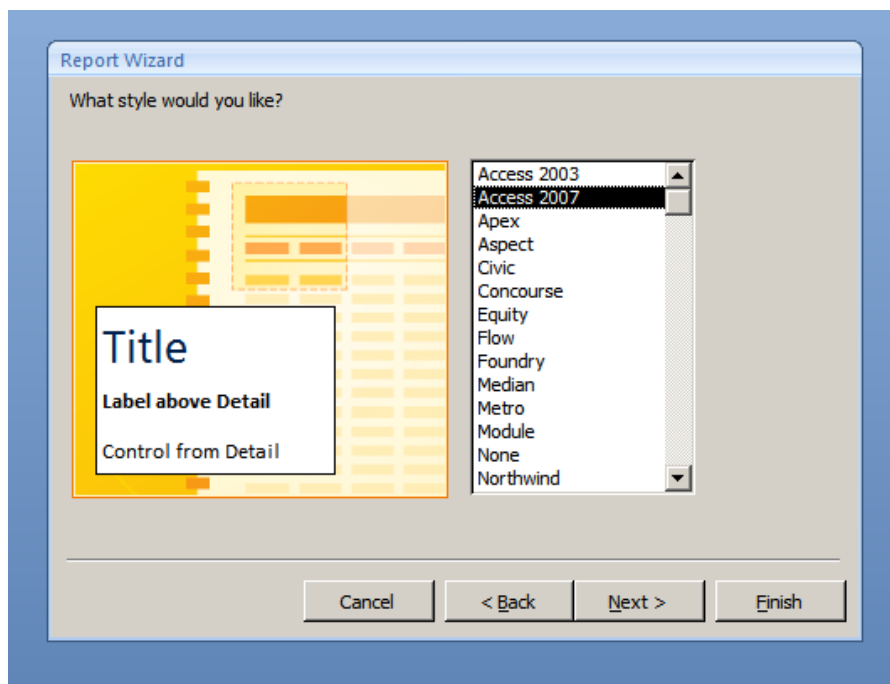 Report Wizard
What style would you like?
Title
Label above Detail
Control from Detail
Access 2003
Access 2007
Apex
Aspect
Civic
Concourse
Equity
Flow
Foundry
Median
Metro
Module
None
Northwind
Cancel
< Back
Next >
Finish